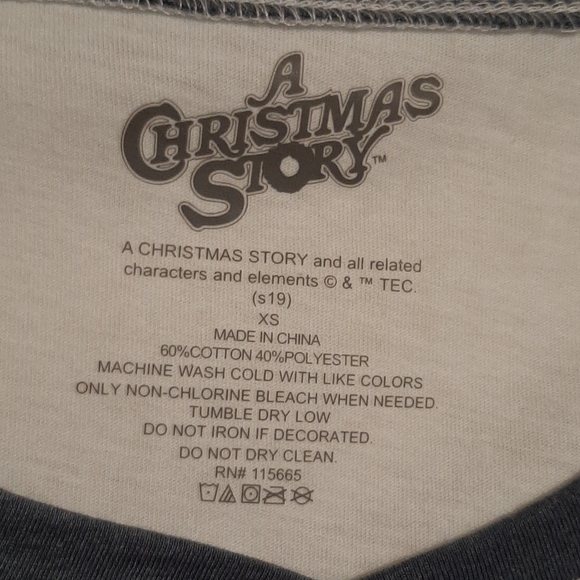 A
CHRISTMAS
STORY™
A CHRISTMAS STORY and all related
characters and elements © & ™ TEC.
(s19)
XS
MADE IN CHINA
60%COTTON 40%POLYESTER
MACHINE WASH COLD WITH LIKE COLORS
ONLY NON-CHLORINE BLEACH WHEN NEEDED.
TUMBLE DRY LOW
DO NOT IRON IF DECORATED.
DO NOT DRY CLEAN.
RN# 115665